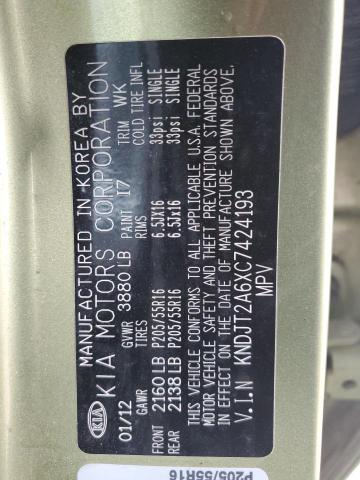 MANUFACTURED IN KOREA BY
KIA KIA MOTORS CORPORATION
01/12 GVWR 3880 LB PAINT I7 TRIM WK
GAWR TIRES RIMS COLD TIRE INFL
FRONT 2160 LB P205/55R16 6.5JX16 33psi SINGLE
REAR 2138 LB P205/55R16 6.5JX16 33psi SINGLE
THIS VEHICLE CONFORMS TO ALL APPLICABLE U.S.A. FEDERAL
MOTOR VEHICLE SAFETY AND THEFT PREVENTION STANDARDS
IN EFFECT ON THE DATE OF MANUFACTURE SHOWN ABOVE.
V.I.N KNDJT2A6XC7424193
MPV
P205/55R16